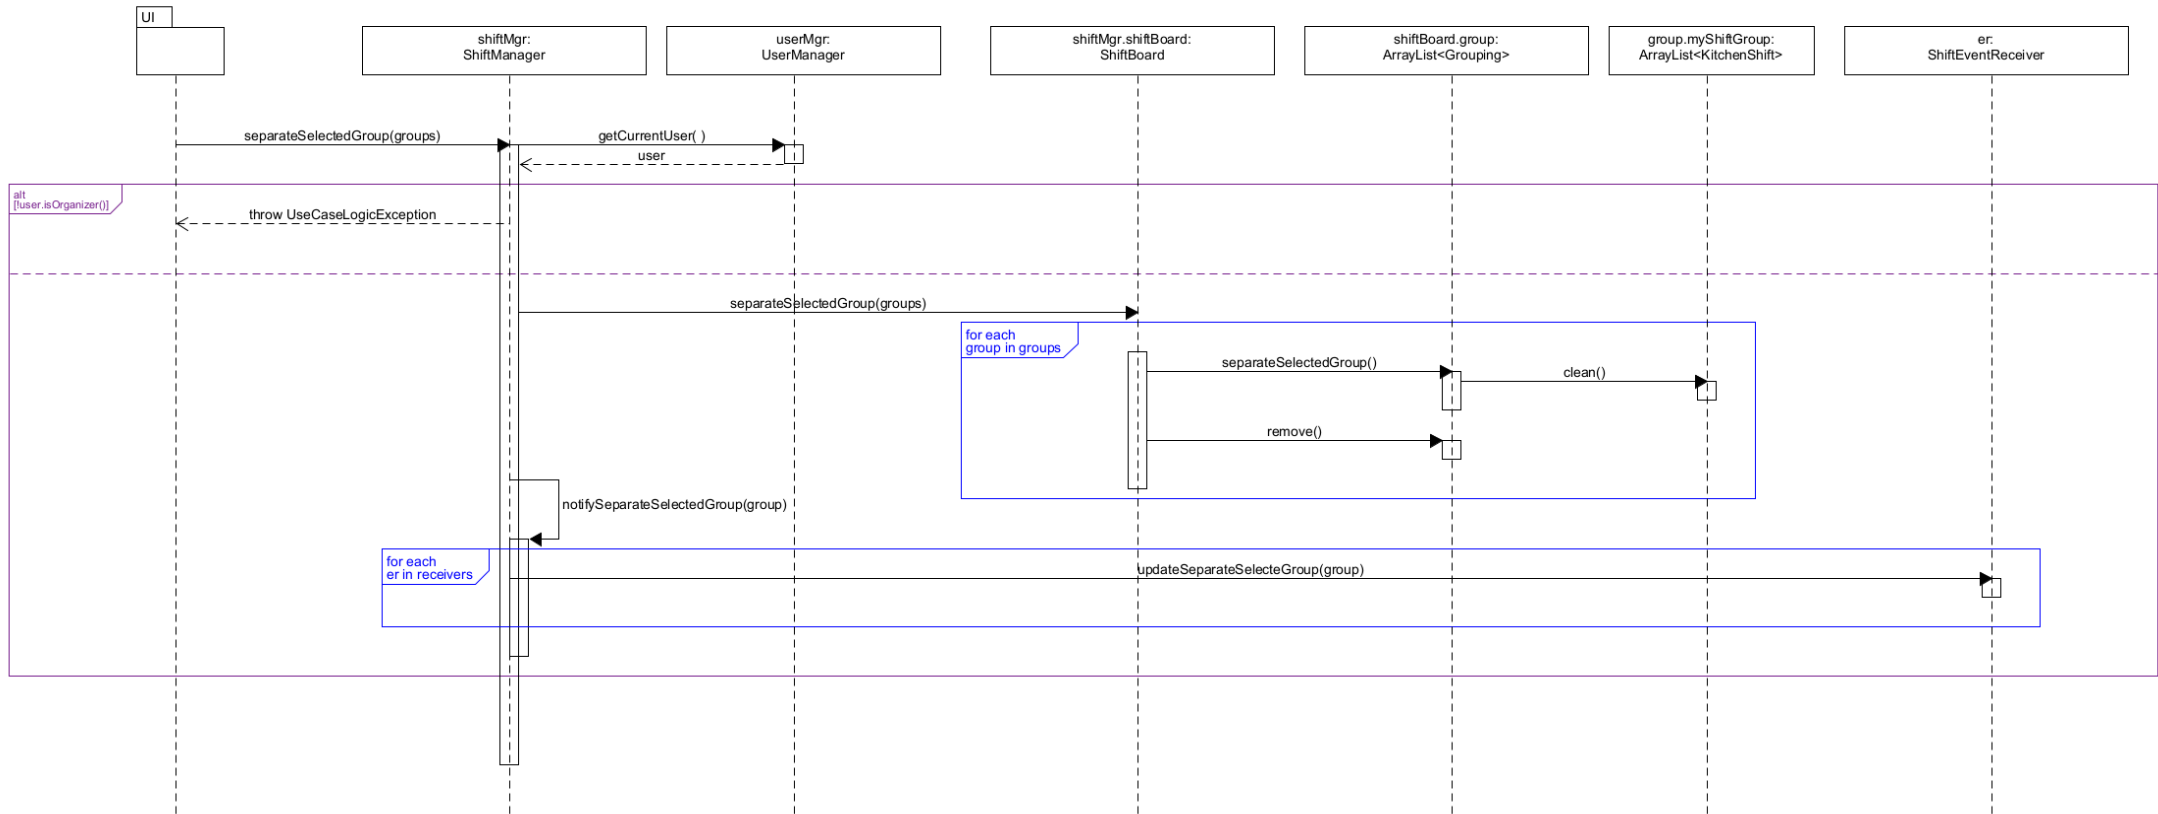 UI
shiftMgr:
ShiftManager
userMgr:
UserManager
shiftMgr.shiftBoard:
ShiftBoard
shiftBoard.group:
ArrayList<Grouping>
group.myShiftGroup:
ArrayList<KitchenShift>
er:
ShiftEventReceiver
separateSelectedGroup(groups)
getCurrentUser( )
user
alt
[!user.isOrganizer()]
throw UseCaseLogicException
separateSelectedGroup(groups)
for each
group in groups
separateSelectedGroup()
clean()
remove()
notifySeparateSelectedGroup(group)
for each
er in receivers
updateSeparateSelecteGroup(group)